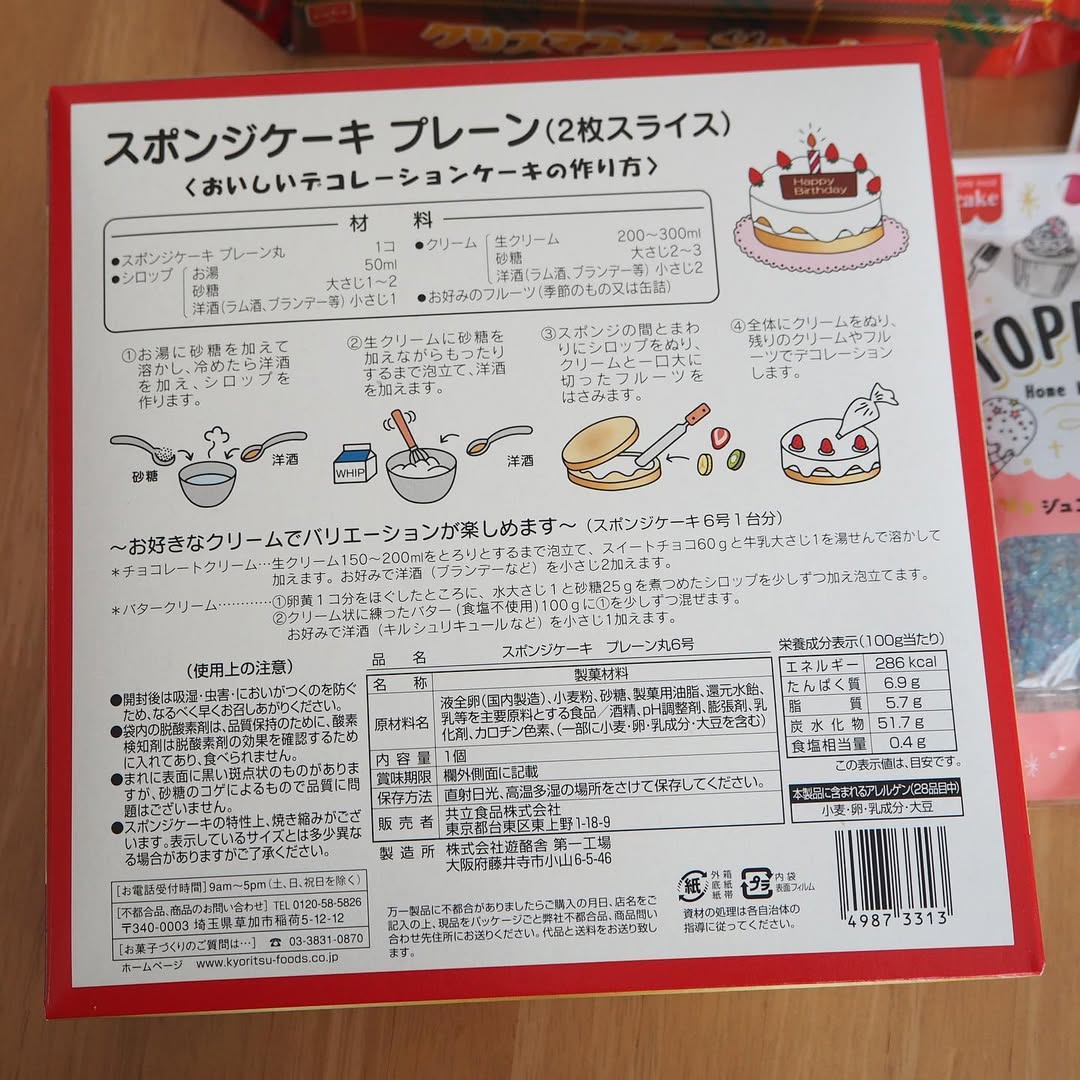 クリスマス
スポンジケーキ プレーン(2枚スライス)
〈おいしいデコレーションケーキの作り方〉
Happy
Birthday
材 料
●スポンジケーキ プレーン丸 1コ
●シロップ お湯 50ml
砂糖 大さじ1〜2
洋酒(ラム酒、ブランデー等) 小さじ1
●クリーム 生クリーム 200〜300ml
砂糖 大さじ2〜3
洋酒(ラム酒、ブランデー等) 小さじ2
●お好みのフルーツ(季節のもの又は缶詰)
①お湯に砂糖を加えて
溶かし、冷めたら洋酒
を加え、シロップを
作ります。
②生クリームに砂糖を
加えながらもったり
するまで泡立て、洋酒
を加えます。
③スポンジの間とまわ
りにシロップをぬり、
クリームと一口大に
切ったフルーツを
はさみます。
④全体にクリームをぬり、
残りのクリームやフル
ーツでデコレーション
します。
砂糖
洋酒
WHIP
洋酒
〜お好きなクリームでバリエーションが楽しめます〜(スポンジケーキ6号1台分)
*チョコレートクリーム…生クリーム150〜200mlをとろりとするまで泡立て、スイートチョコ60gと牛乳大さじ1を湯せんで溶かして
加えます。お好みで洋酒(ブランデーなど)を小さじ2加えます。
*バタークリーム…………①卵黄1コ分をほぐしたところに、水大さじ1と砂糖25gを煮つめたシロップを少しずつ加え泡立てます。
②クリーム状に練ったバター(食塩不使用)100gに①を少しずつ混ぜます。
お好みで洋酒(キルシュリキュールなど)を小さじ1加えます。
(使用上の注意)
●開封後は吸湿・虫害・においがつくのを防ぐ
ため、なるべく早くお召しあがりください。
●袋内の脱酸素剤は、品質保持のために、酸素
検知剤は脱酸素剤の効果を確認するため
に入れてあり、食べられません。
●まれに表面に黒い斑点状のものがありま
すが、砂糖のコゲによるもので品質に問
題はございません。
●スポンジケーキの特性上、焼き縮みがござ
います。表示しているサイズとは多少異な
る場合がありますがご了承ください。
品名 スポンジケーキ プレーン丸6号
名称 製菓材料
原材料名 液全卵(国内製造)、小麦粉、砂糖、製菓用油脂、還元水飴、
乳等を主要原料とする食品/酒精、pH調整剤、膨張剤、乳
化剤、カロチン色素、(一部に小麦・卵・乳成分・大豆を含む)
内容量 1個
賞味期限 欄外側面に記載
保存方法 直射日光、高温多湿の場所をさけて保存してください。
販売者 共立食品株式会社
東京都台東区東上野1-18-9
製造所 株式会社遊酪舎 第一工場
大阪府藤井寺市小山6-5-46
栄養成分表示(100g当たり)
エネルギー 286 kcal
たんぱく質 6.9 g
脂質 5.7 g
炭水化物 51.7 g
食塩相当量 0.4 g
この表示値は、目安です。
本製品に含まれるアレルゲン(28品目中)
小麦・卵・乳成分・大豆
[お電話受付時間]9am〜5pm(土、日、祝日を除く)
[不都合品、商品のお問い合わせ] TEL 0120-58-5826
〒340-0003 埼玉県草加市稲荷5-12-12
[お菓子づくりのご質問は…] ☎ 03-3831-0870
ホームページ www.kyoritsu-foods.co.jp
万一製品に不都合がありましたらご購入の月日、店名をご
記入の上、現品をパッケージごと弊社不都合品、商品問い
合わせ先住所にお送りください。代品と送料をお送り致し
ます。
紙 外箱
底紙
紙帯
プラ 内袋
表面フィルム
資材の処理は各自治体の
指導に従ってください。
4987 3313
cake
TOP
Home
ジュ